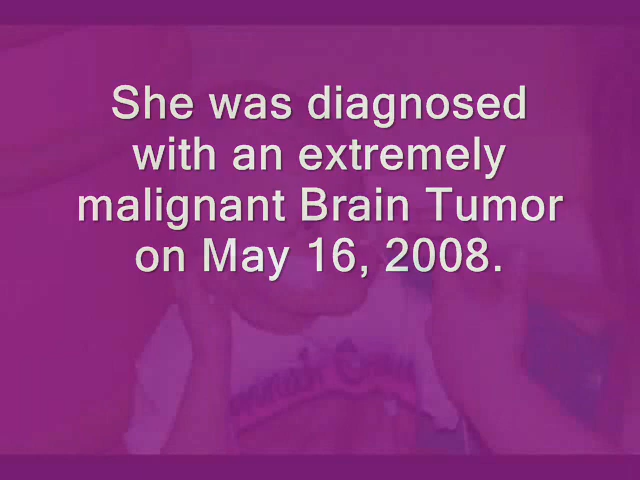 She was diagnosed
with an extremely
malignant Brain Tumor
on May 16, 2008.